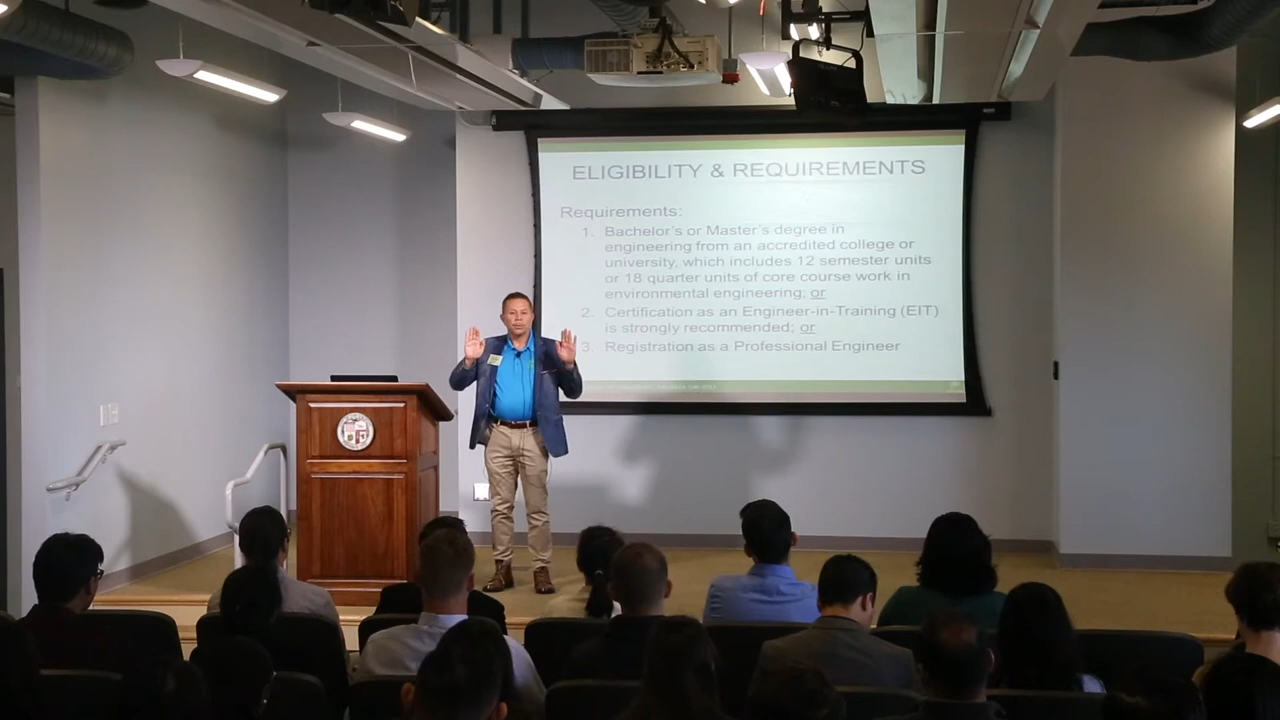 ELIGIBILITY & REQUIREMENTS
Requirements:
1. Bachelor's or Master's degree in
engineering from an accredited college or
university, which includes 12 semester units
or 18 quarter units of core course work in
environmental engineering; or
2. Certification as an Engineer-in-Training (EIT)
is strongly recommended; or
3. Registration as a Professional Engineer